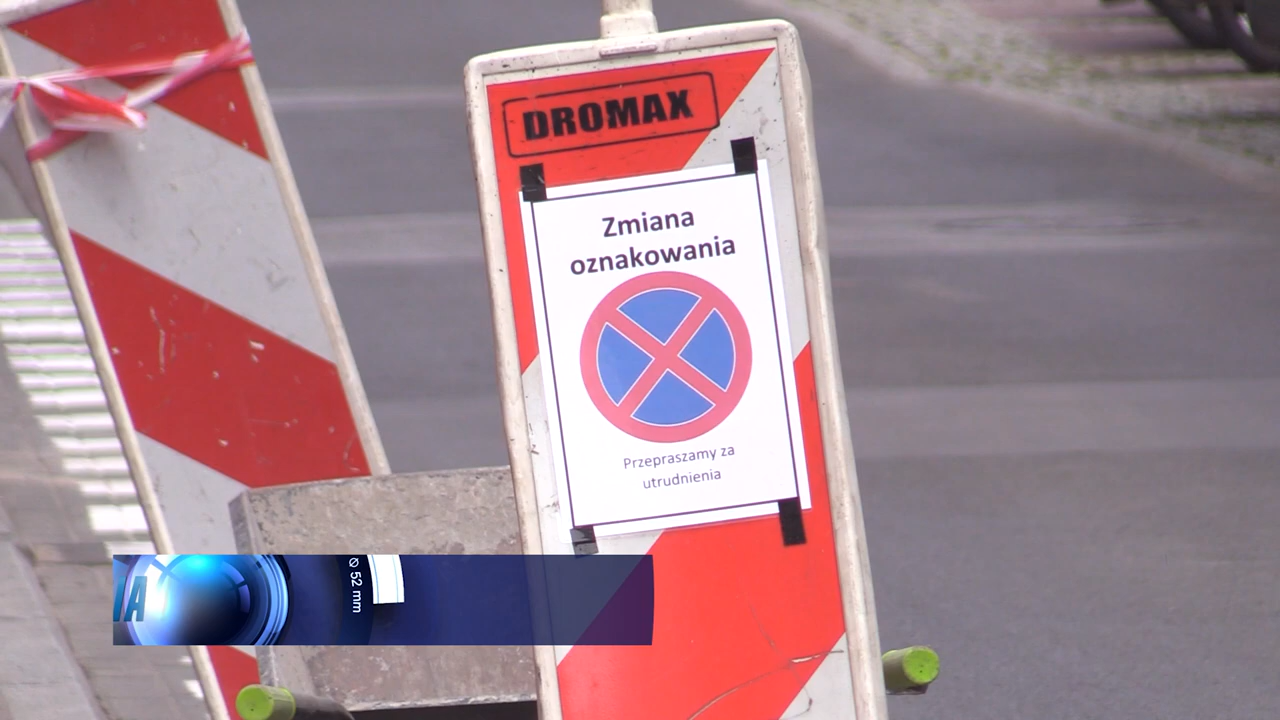 DROMAX
Zmiana
oznakowania
Przepraszamy za
utrudnienia
Ø 52 mm